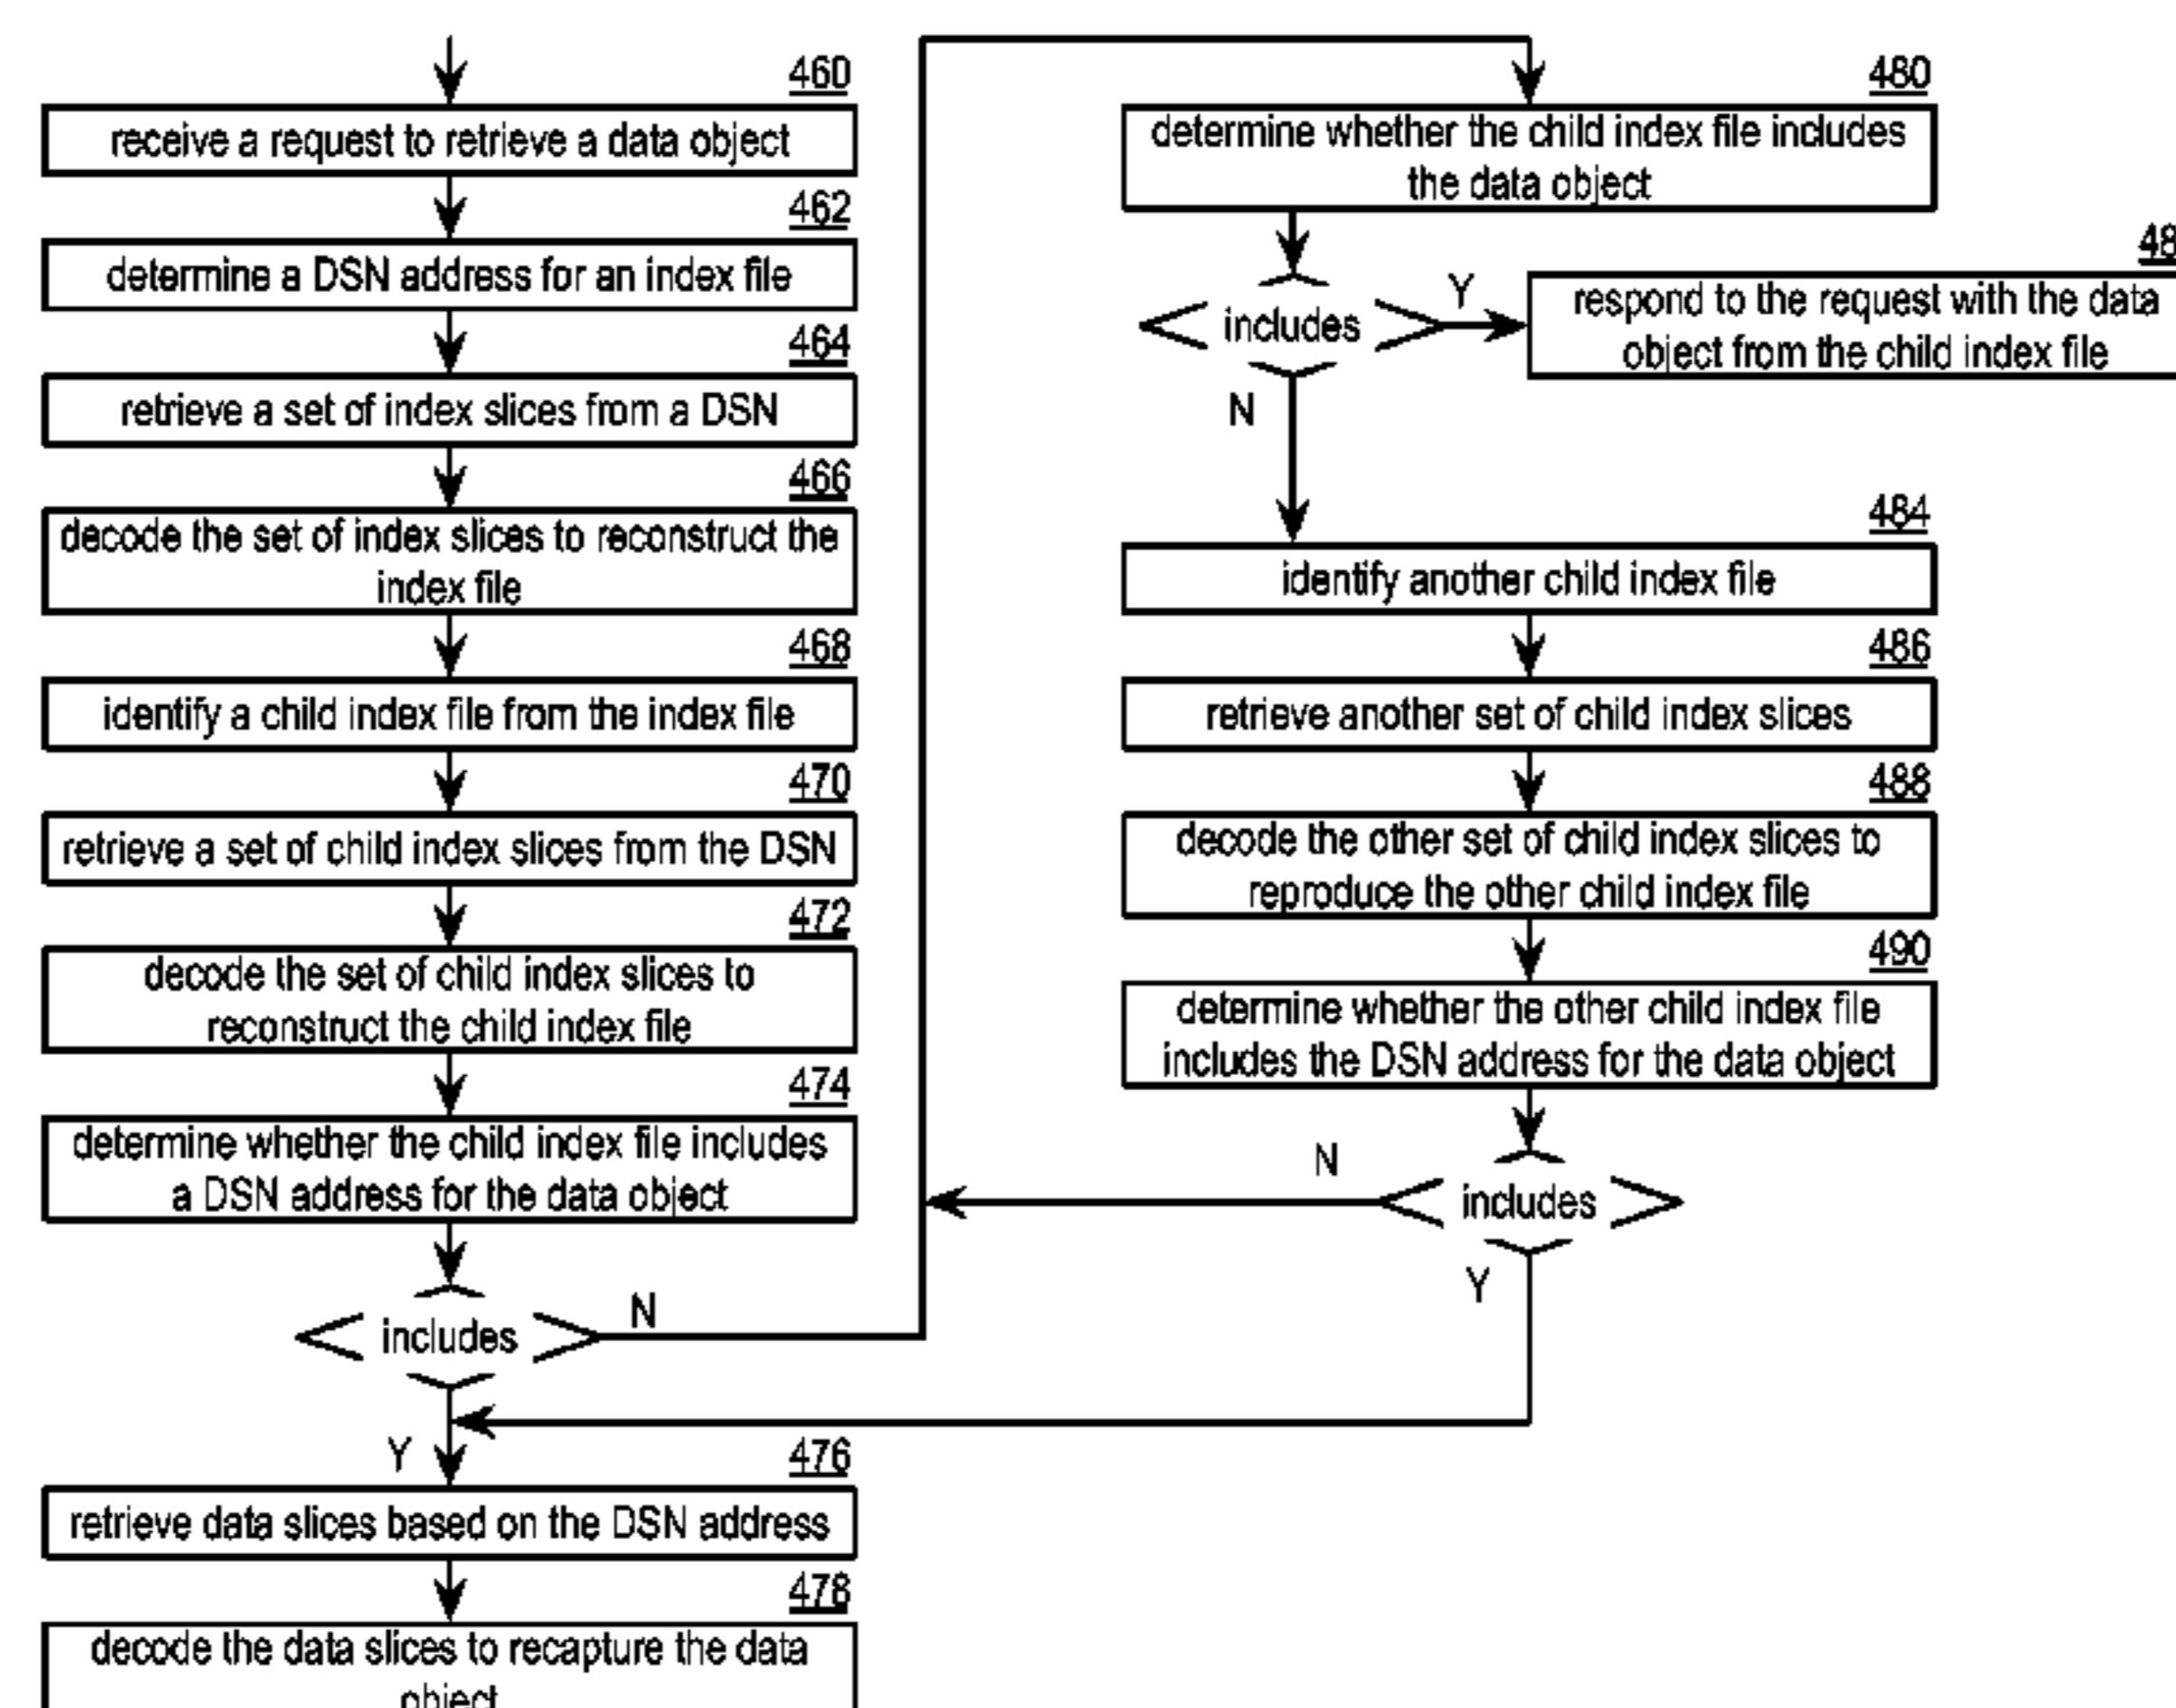 460
receive a request to retrieve a data object
462
determine a DSN address for an index file
464
retrieve a set of index slices from a DSN
466
decode the set of index slices to reconstruct the
index file
468
identify a child index file from the index file
470
retrieve a set of child index slices from the DSN
472
decode the set of child index slices to
reconstruct the child index file
474
determine whether the child index file includes
a DSN address for the data object
includes
N
Y
476
retrieve data slices based on the DSN address
478
decode the data slices to recapture the data
object
480
determine whether the child index file includes
the data object
includes
Y
48
respond to the request with the data
object from the child index file
N
484
identify another child index file
486
retrieve another set of child index slices
488
decode the other set of child index slices to
reproduce the other child index file
490
determine whether the other child index file
includes the DSN address for the data object
N
includes
Y